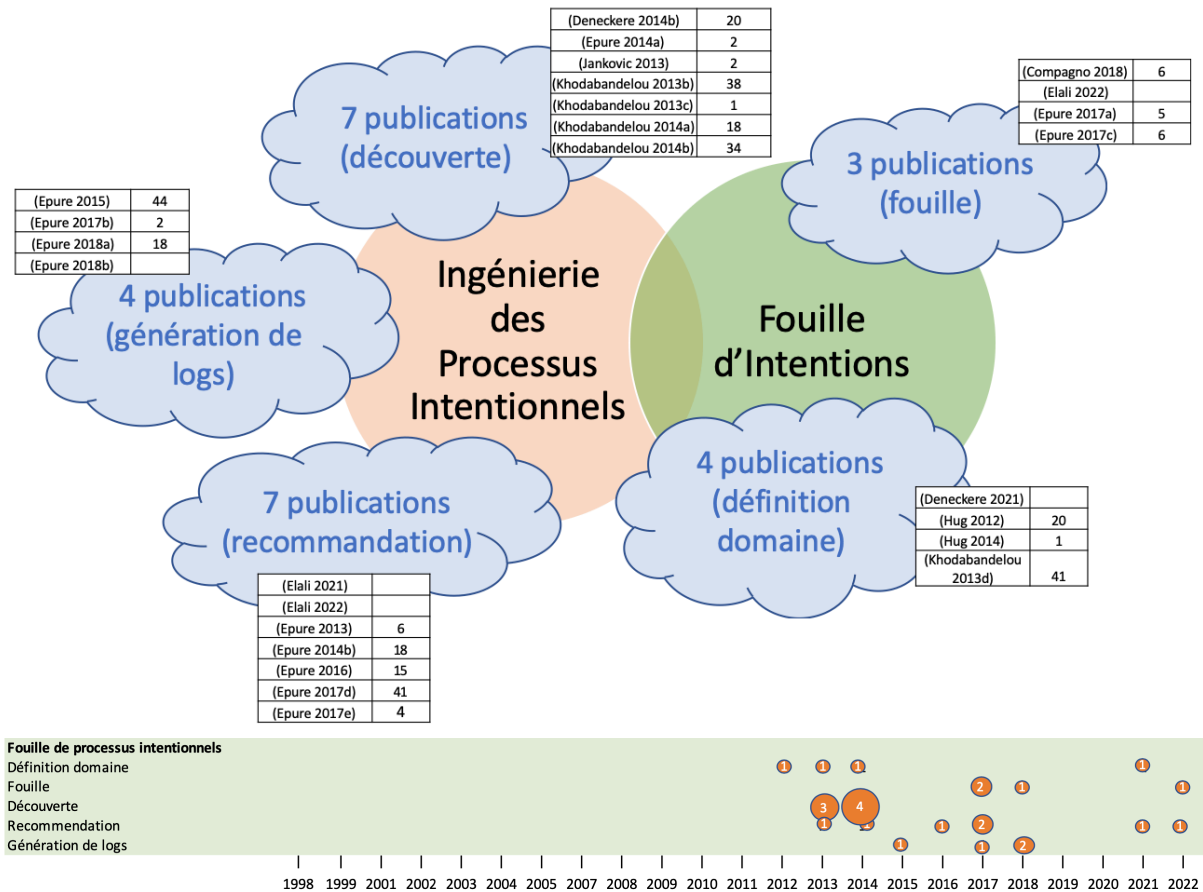 (Deneckere 2014b) 20
(Epure 2014a) 2
(Jankovic 2013) 2
(Khodabandelou 2013b) 38
(Khodabandelou 2013c) 1
(Khodabandelou 2014a) 18
(Khodabandelou 2014b) 34
7 publications
(découverte)
(Compagno 2018) 6
(Elali 2022)
(Epure 2017a) 5
(Epure 2017c) 6
3 publications
(fouille)
(Epure 2015) 44
(Epure 2017b) 2
(Epure 2018a) 18
(Epure 2018b)
4 publications
(génération de
logs)
Ingénierie
des
Processus
Intentionnels
Fouille
d'Intentions
7 publications
(recommandation)
(Elali 2021)
(Elali 2022)
(Epure 2013) 6
(Epure 2014b) 18
(Epure 2016) 15
(Epure 2017d) 41
(Epure 2017e) 4
4 publications
(définition
domaine)
(Deneckere 2021)
(Hug 2012) 20
(Hug 2014) 1
(Khodabandelou
2013d) 41
Fouille de processus intentionnels
Définition domaine 1 1 1 1
Fouille 2 1 1
Découverte 3 4
Recommendation 1 1 1 2 1 1
Génération de logs 1 1 2
1998 1999 2001 2002 2003 2004 2005 2007 2008 2009 2010 2011 2012 2013 2014 2015 2016 2017 2018 2019 2020 2021 2022